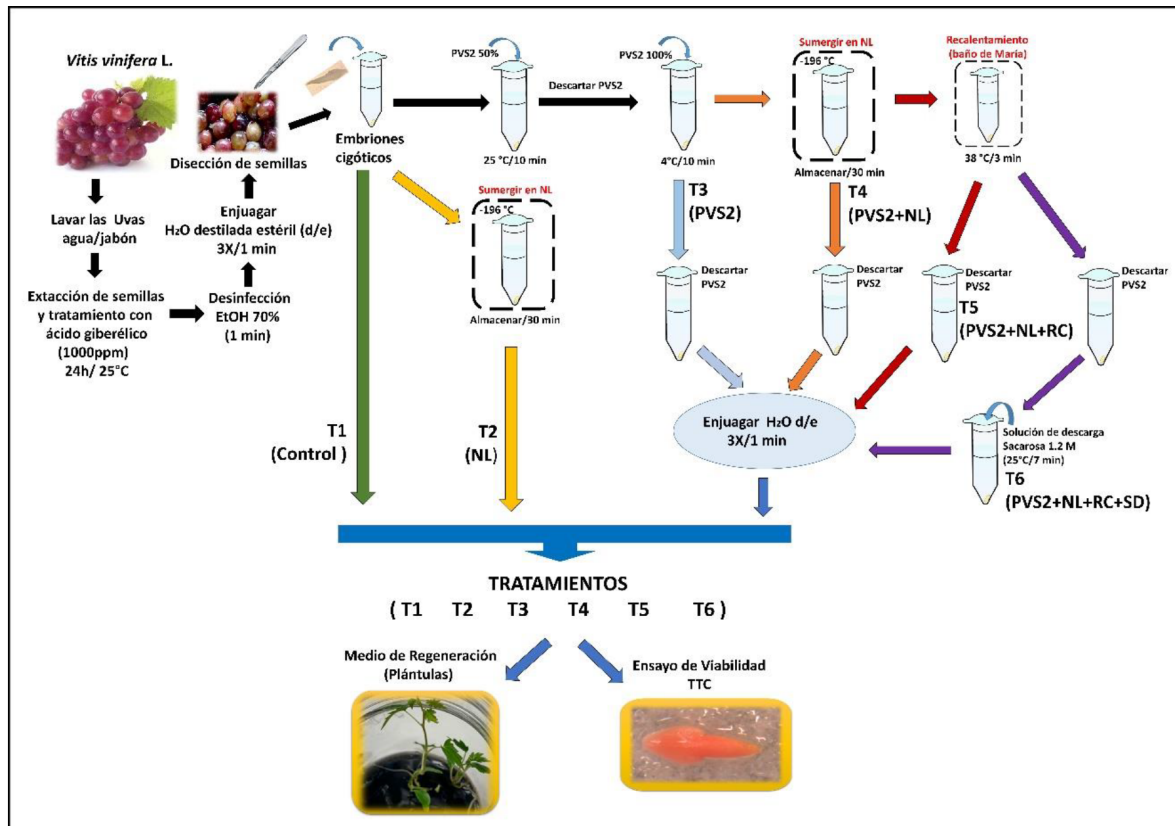 Vitis vinifera L.
Lavar las Uvas
agua/jabón
Extacción de semillas
y tratamiento con
ácido giberélico
(1000ppm)
24h/ 25°C
Desinfección
EtOH 70%
(1 min)
Enjuagar
H₂O destilada estéril (d/e)
3X/1 min
Disección de semillas
Embriones
cigóticos
PVS2 50%
25 °C/10 min
Descartar PVS2
PVS2 100%
4°C/10 min
Sumergir en NL
-196 °C
Almacenar/30 min
Recalentamiento
(baño de María)
38 °C/3 min
Sumergir en NL
-196 °C
Almacenar/30 min
T1
(Control )
T2
(NL)
T3
(PVS2)
T4
(PVS2+NL)
Descartar
PVS2
Descartar
PVS2
Descartar
PVS2
T5
(PVS2+NL+RC)
Descartar
PVS2
Solución de descarga
Sacarosa 1.2 M
(25°C/7 min)
T6
(PVS2+NL+RC+SD)
Enjuagar H₂O d/e
3X/1 min
TRATAMIENTOS
( T1 T2 T3 T4 T5 T6 )
Medio de Regeneración
(Plántulas)
Ensayo de Viabilidad
TTC